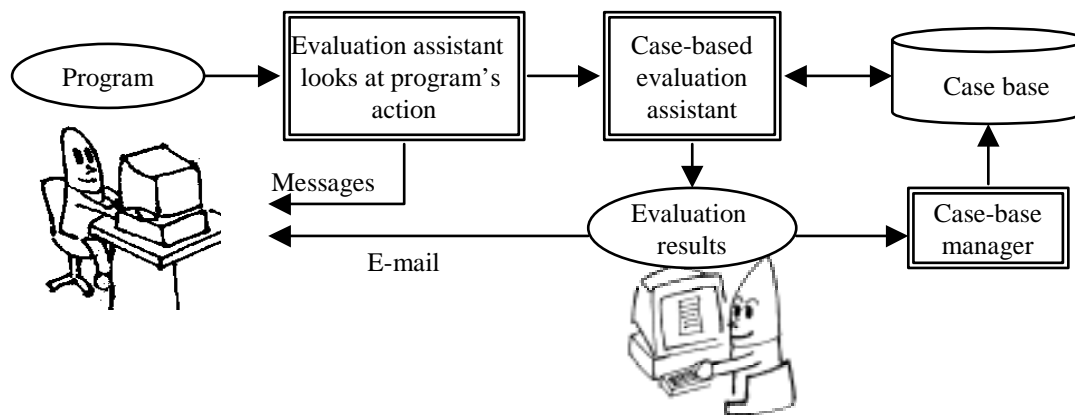 Program
Evaluation assistant
looks at program’s
action
Case-based
evaluation
assistant
Case base
Messages
E-mail
Evaluation
results
Case-base
manager